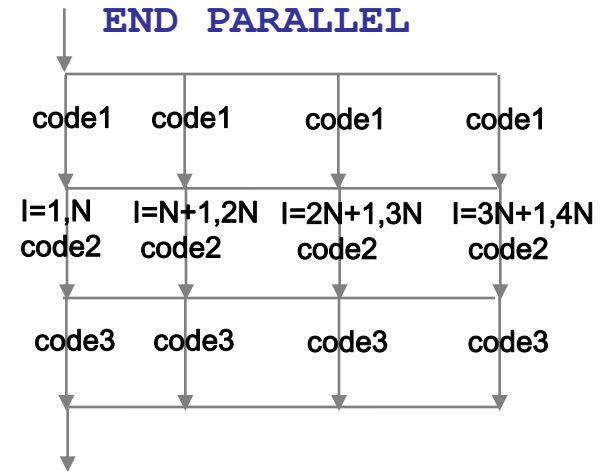 END PARALLEL
code1 code1 code1 code1
I=1,N I=N+1,2N I=2N+1,3N I=3N+1,4N
code2 code2 code2 code2
code3 code3 code3 code3